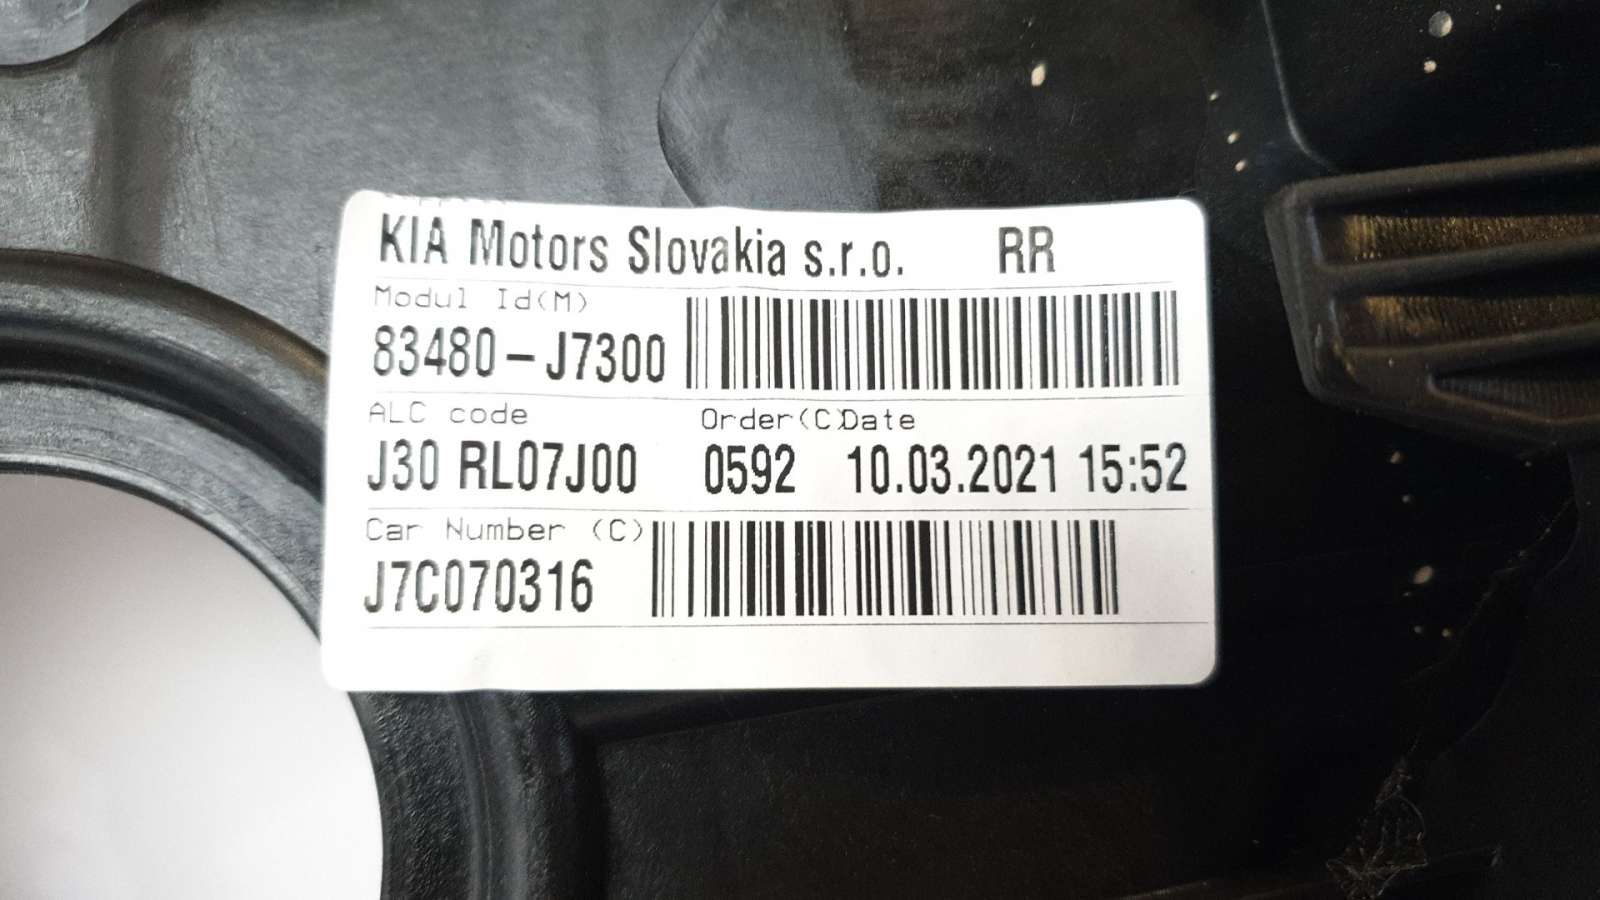 KIA Motors Slovakia s.r.o. RR
Modul Id(M)
83480-J7300
ALC code Order(C)Date
J30 RL07J00 0592 10.03.2021 15:52
Car Number (C)
J7C070316